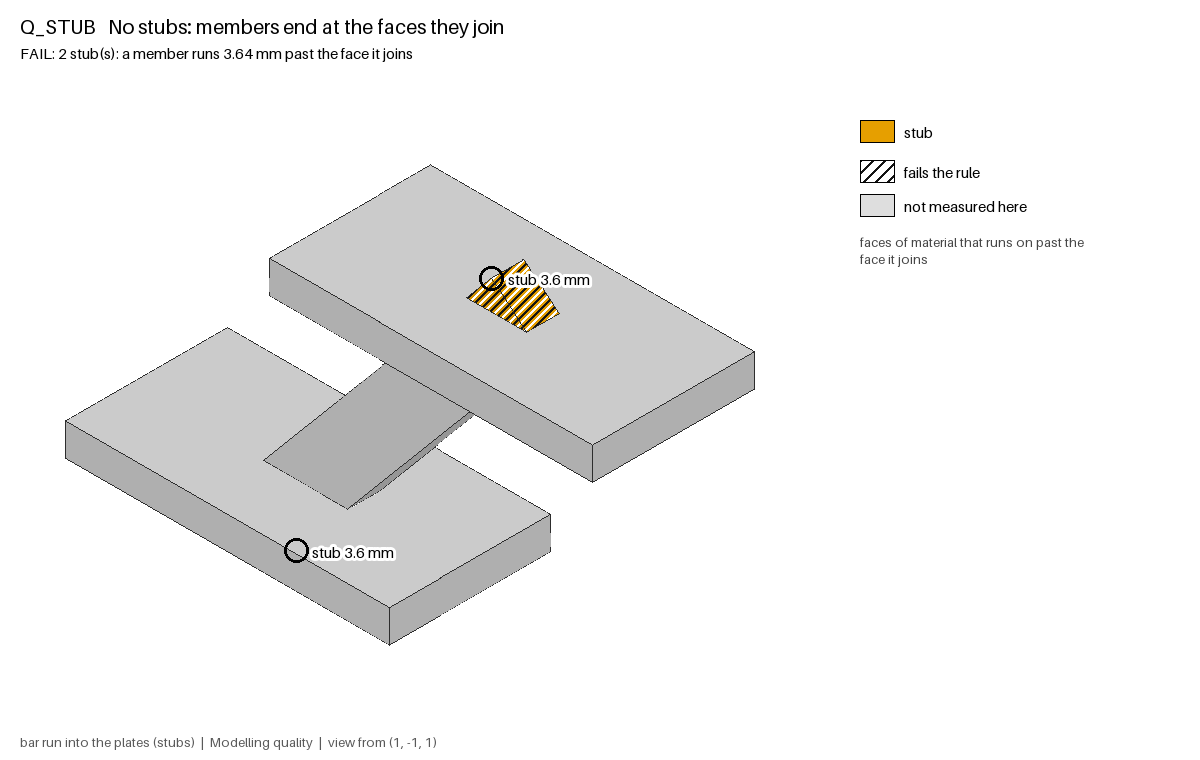 Q_STUB No stubs: members end at the faces they join
FAIL: 2 stub(s): a member runs 3.64 mm past the face it joins
stub
fails the rule
not measured here
faces of material that runs on past the
face it joins
stub 3.6 mm
stub 3.6 mm
bar run into the plates (stubs) | Modelling quality | view from (1, -1, 1)